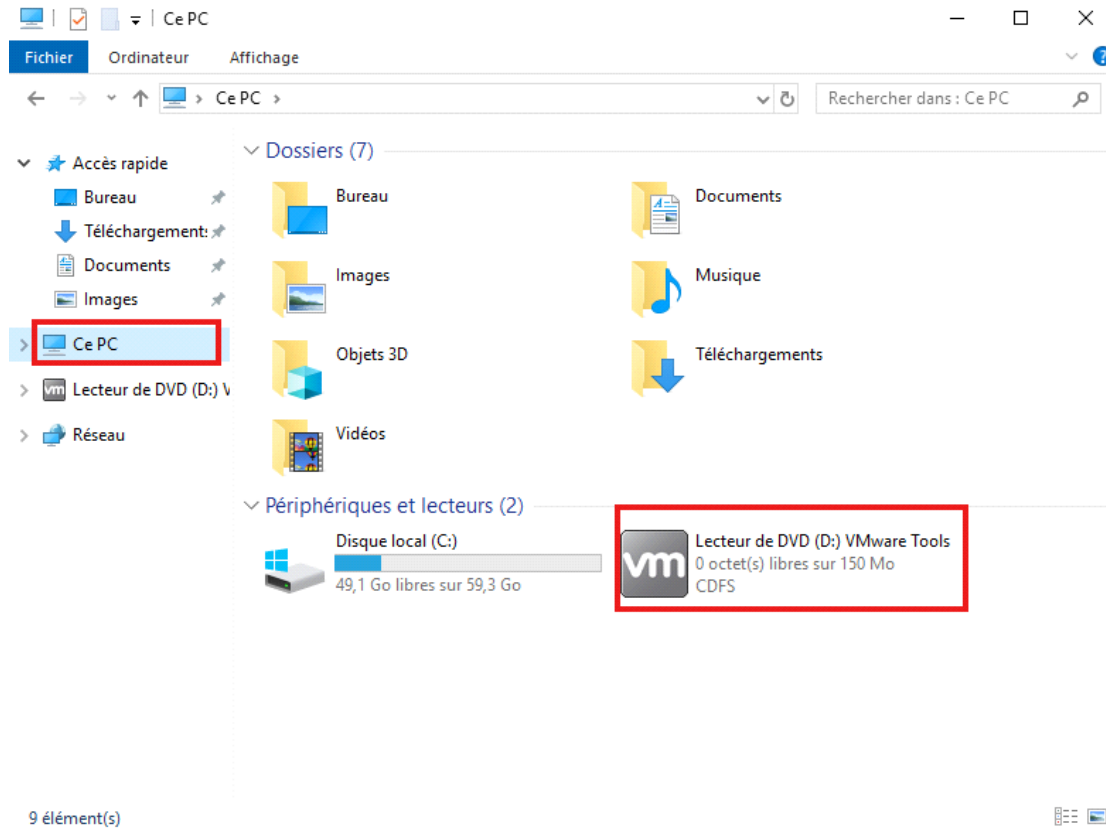 Ce PC
Fichier Ordinateur Affichage
Ce PC
Rechercher dans : Ce PC
Accès rapide
Bureau
Téléchargements
Documents
Images
Ce PC
Lecteur de DVD (D:) V
Réseau
Dossiers (7)
Bureau
Documents
Images
Musique
Objets 3D
Téléchargements
Vidéos
Périphériques et lecteurs (2)
Disque local (C:)
49,1 Go libres sur 59,3 Go
vm
Lecteur de DVD (D:) VMware Tools
0 octet(s) libres sur 150 Mo
CDFS
9 élément(s)